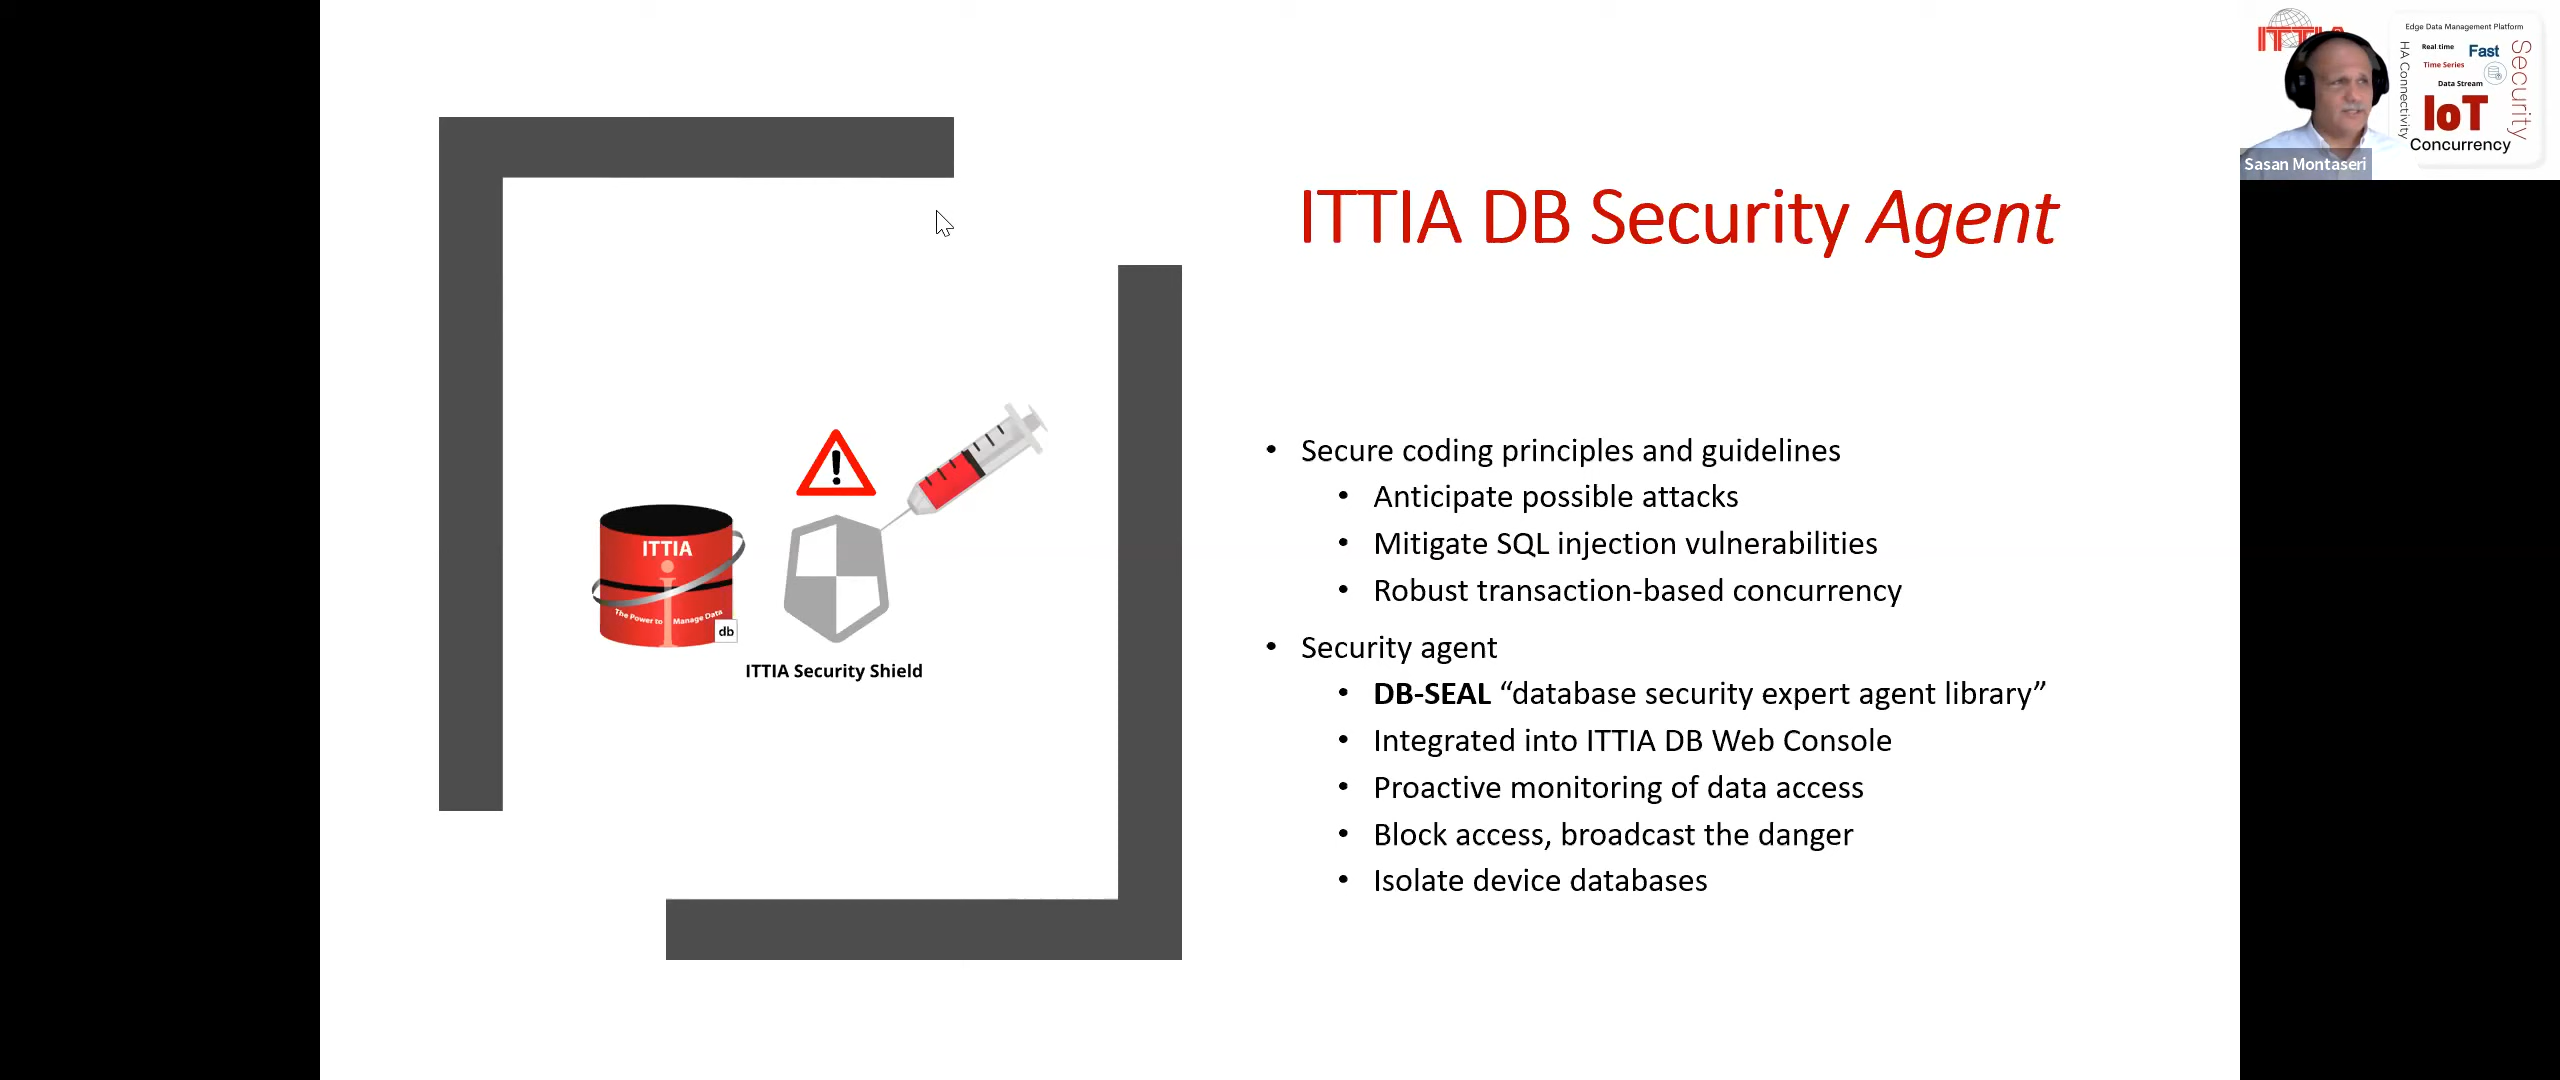 ITTIA DB Security Agent
• Secure coding principles and guidelines
• Anticipate possible attacks
• Mitigate SQL injection vulnerabilities
• Robust transaction-based concurrency
• Security agent
• DB-SEAL “database security expert agent library”
• Integrated into ITTIA DB Web Console
• Proactive monitoring of data access
• Block access, broadcast the danger
• Isolate device databases
ITTIA
i
The Power to Manage Data
db
ITTIA Security Shield
ITTIA
Edge Data Management Platform
HA Connectivity
Real time
Fast
Time Series
Data Stream
IoT
Concurrency
Security
Sasan Montaseri